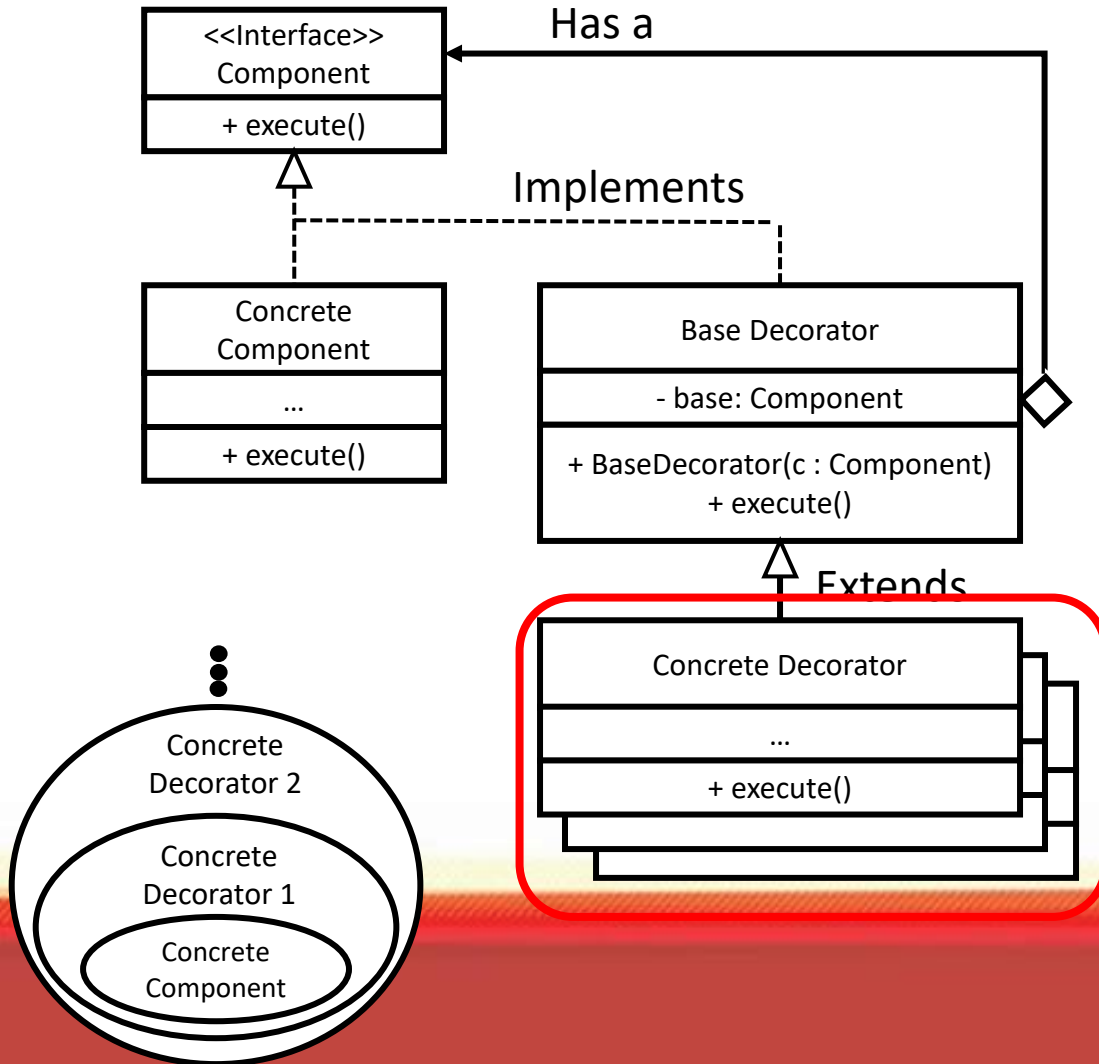 Has a
<<Interface>>
Component
+ execute()
Implements
Concrete
Component
...
+ execute()
Base Decorator
- base: Component
+ BaseDecorator(c : Component)
+ execute()
Extends
Concrete Decorator
...
+ execute()
Concrete
Decorator 2
Concrete
Decorator 1
Concrete
Component